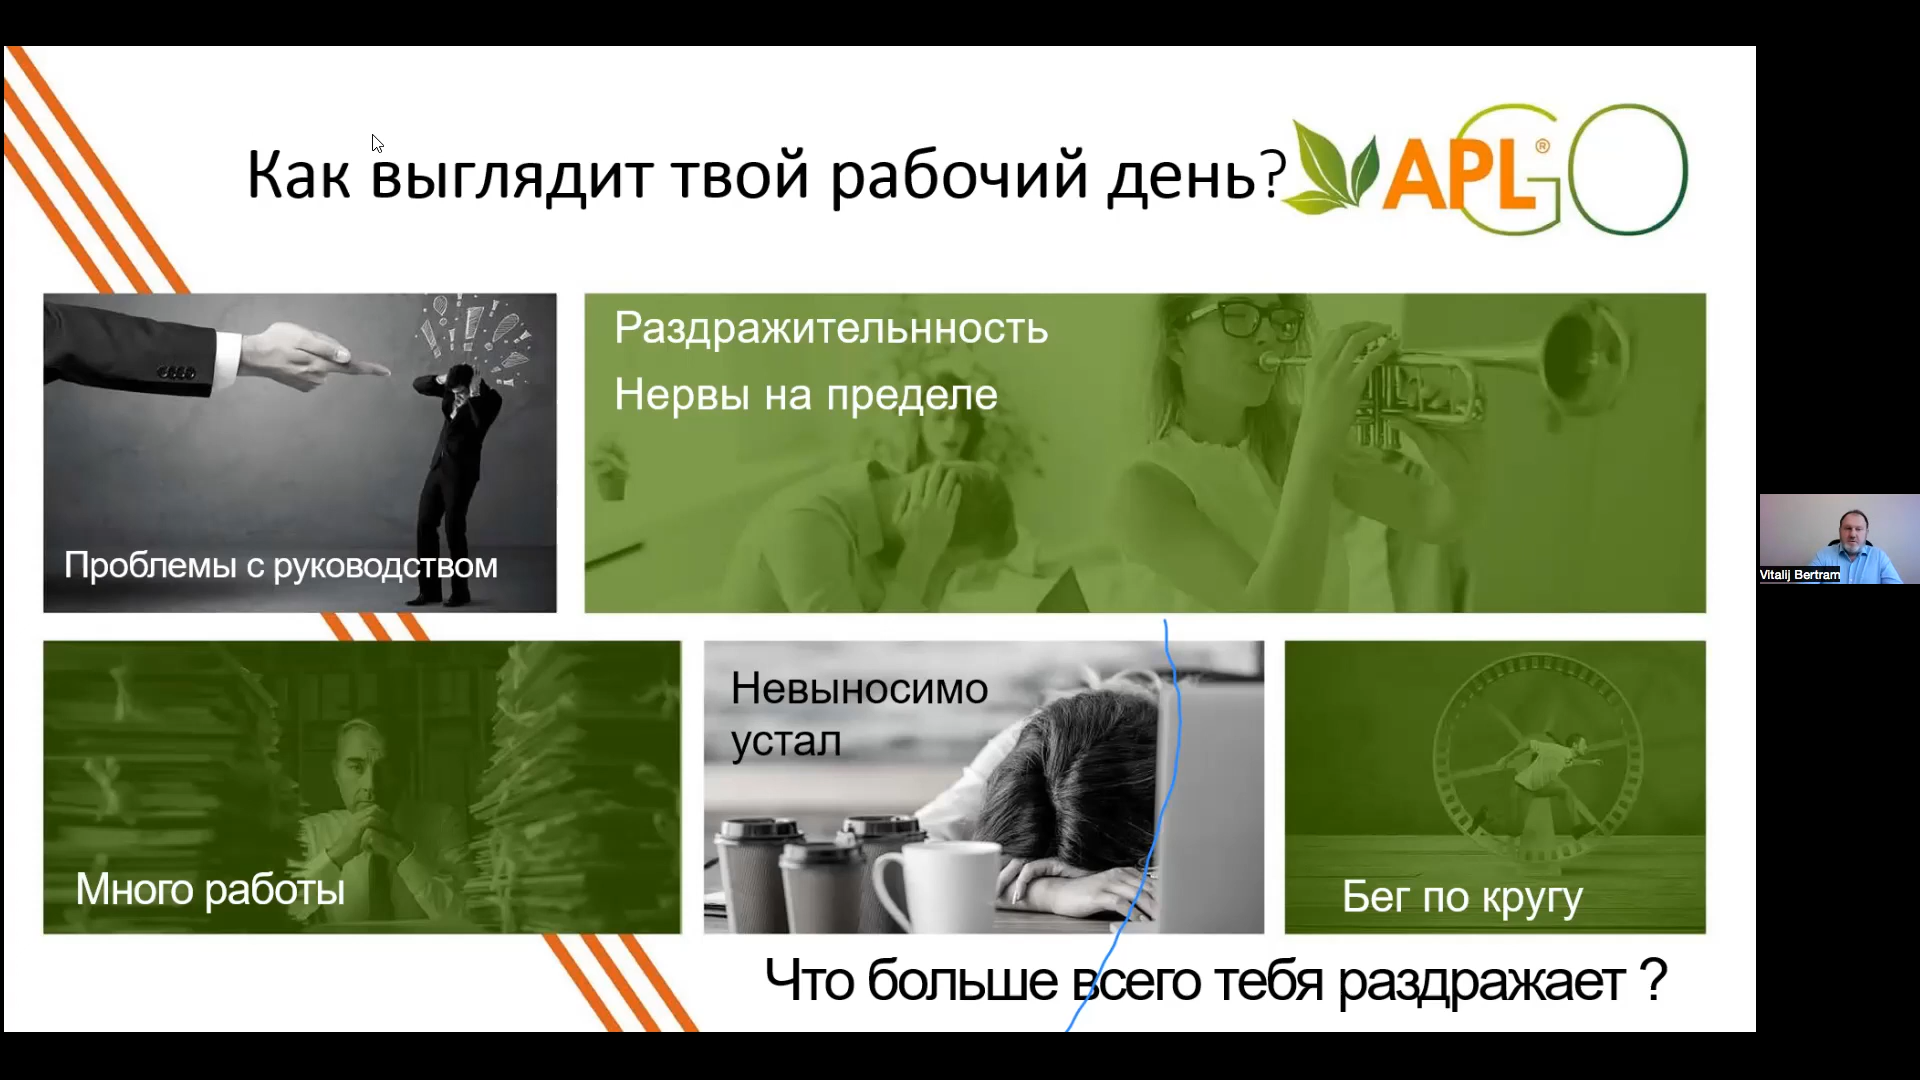 Как выглядит твой рабочий день?
APL® GO
Раздражительнность
Нервы на пределе
Проблемы с руководством
Vitalij Bertram
Невыносимо
устал
Много работы
Бег по кругу
Что больше всего тебя раздражает ?